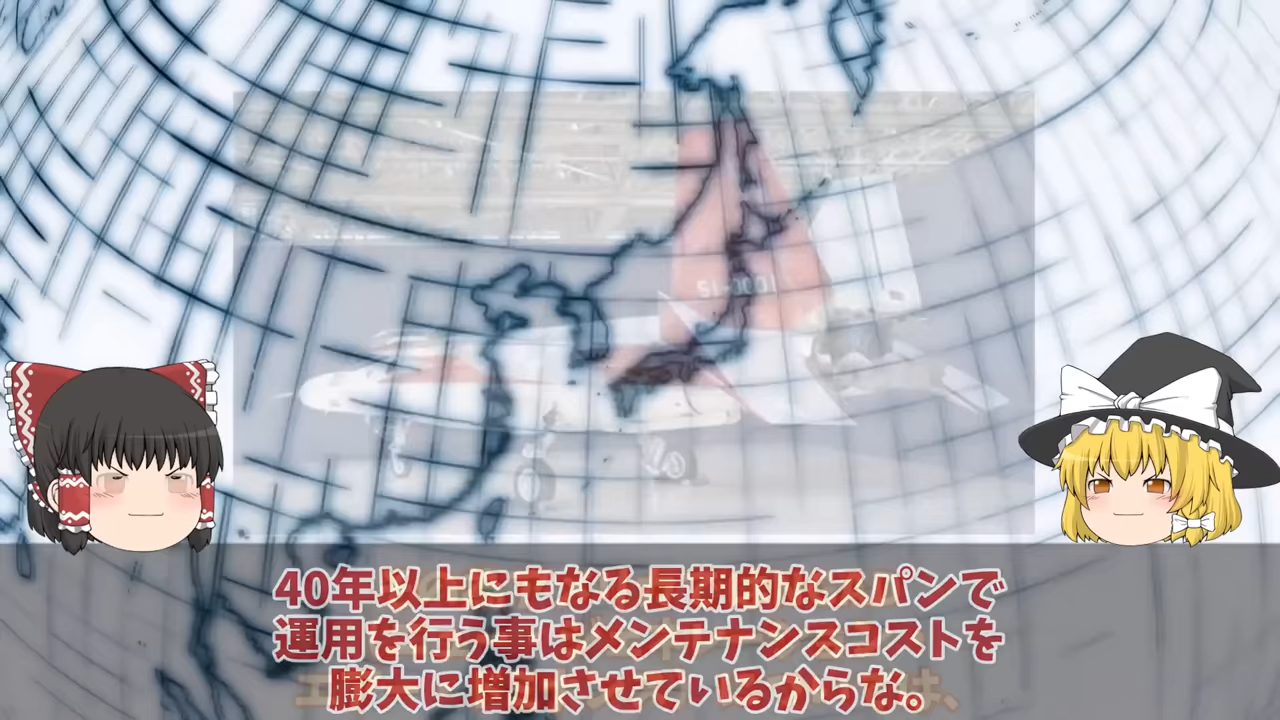 51-0001
40年以上にもなる長期的なスパンで
運用を行う事はメンテナンスコストを
膨大に増加させているからな。